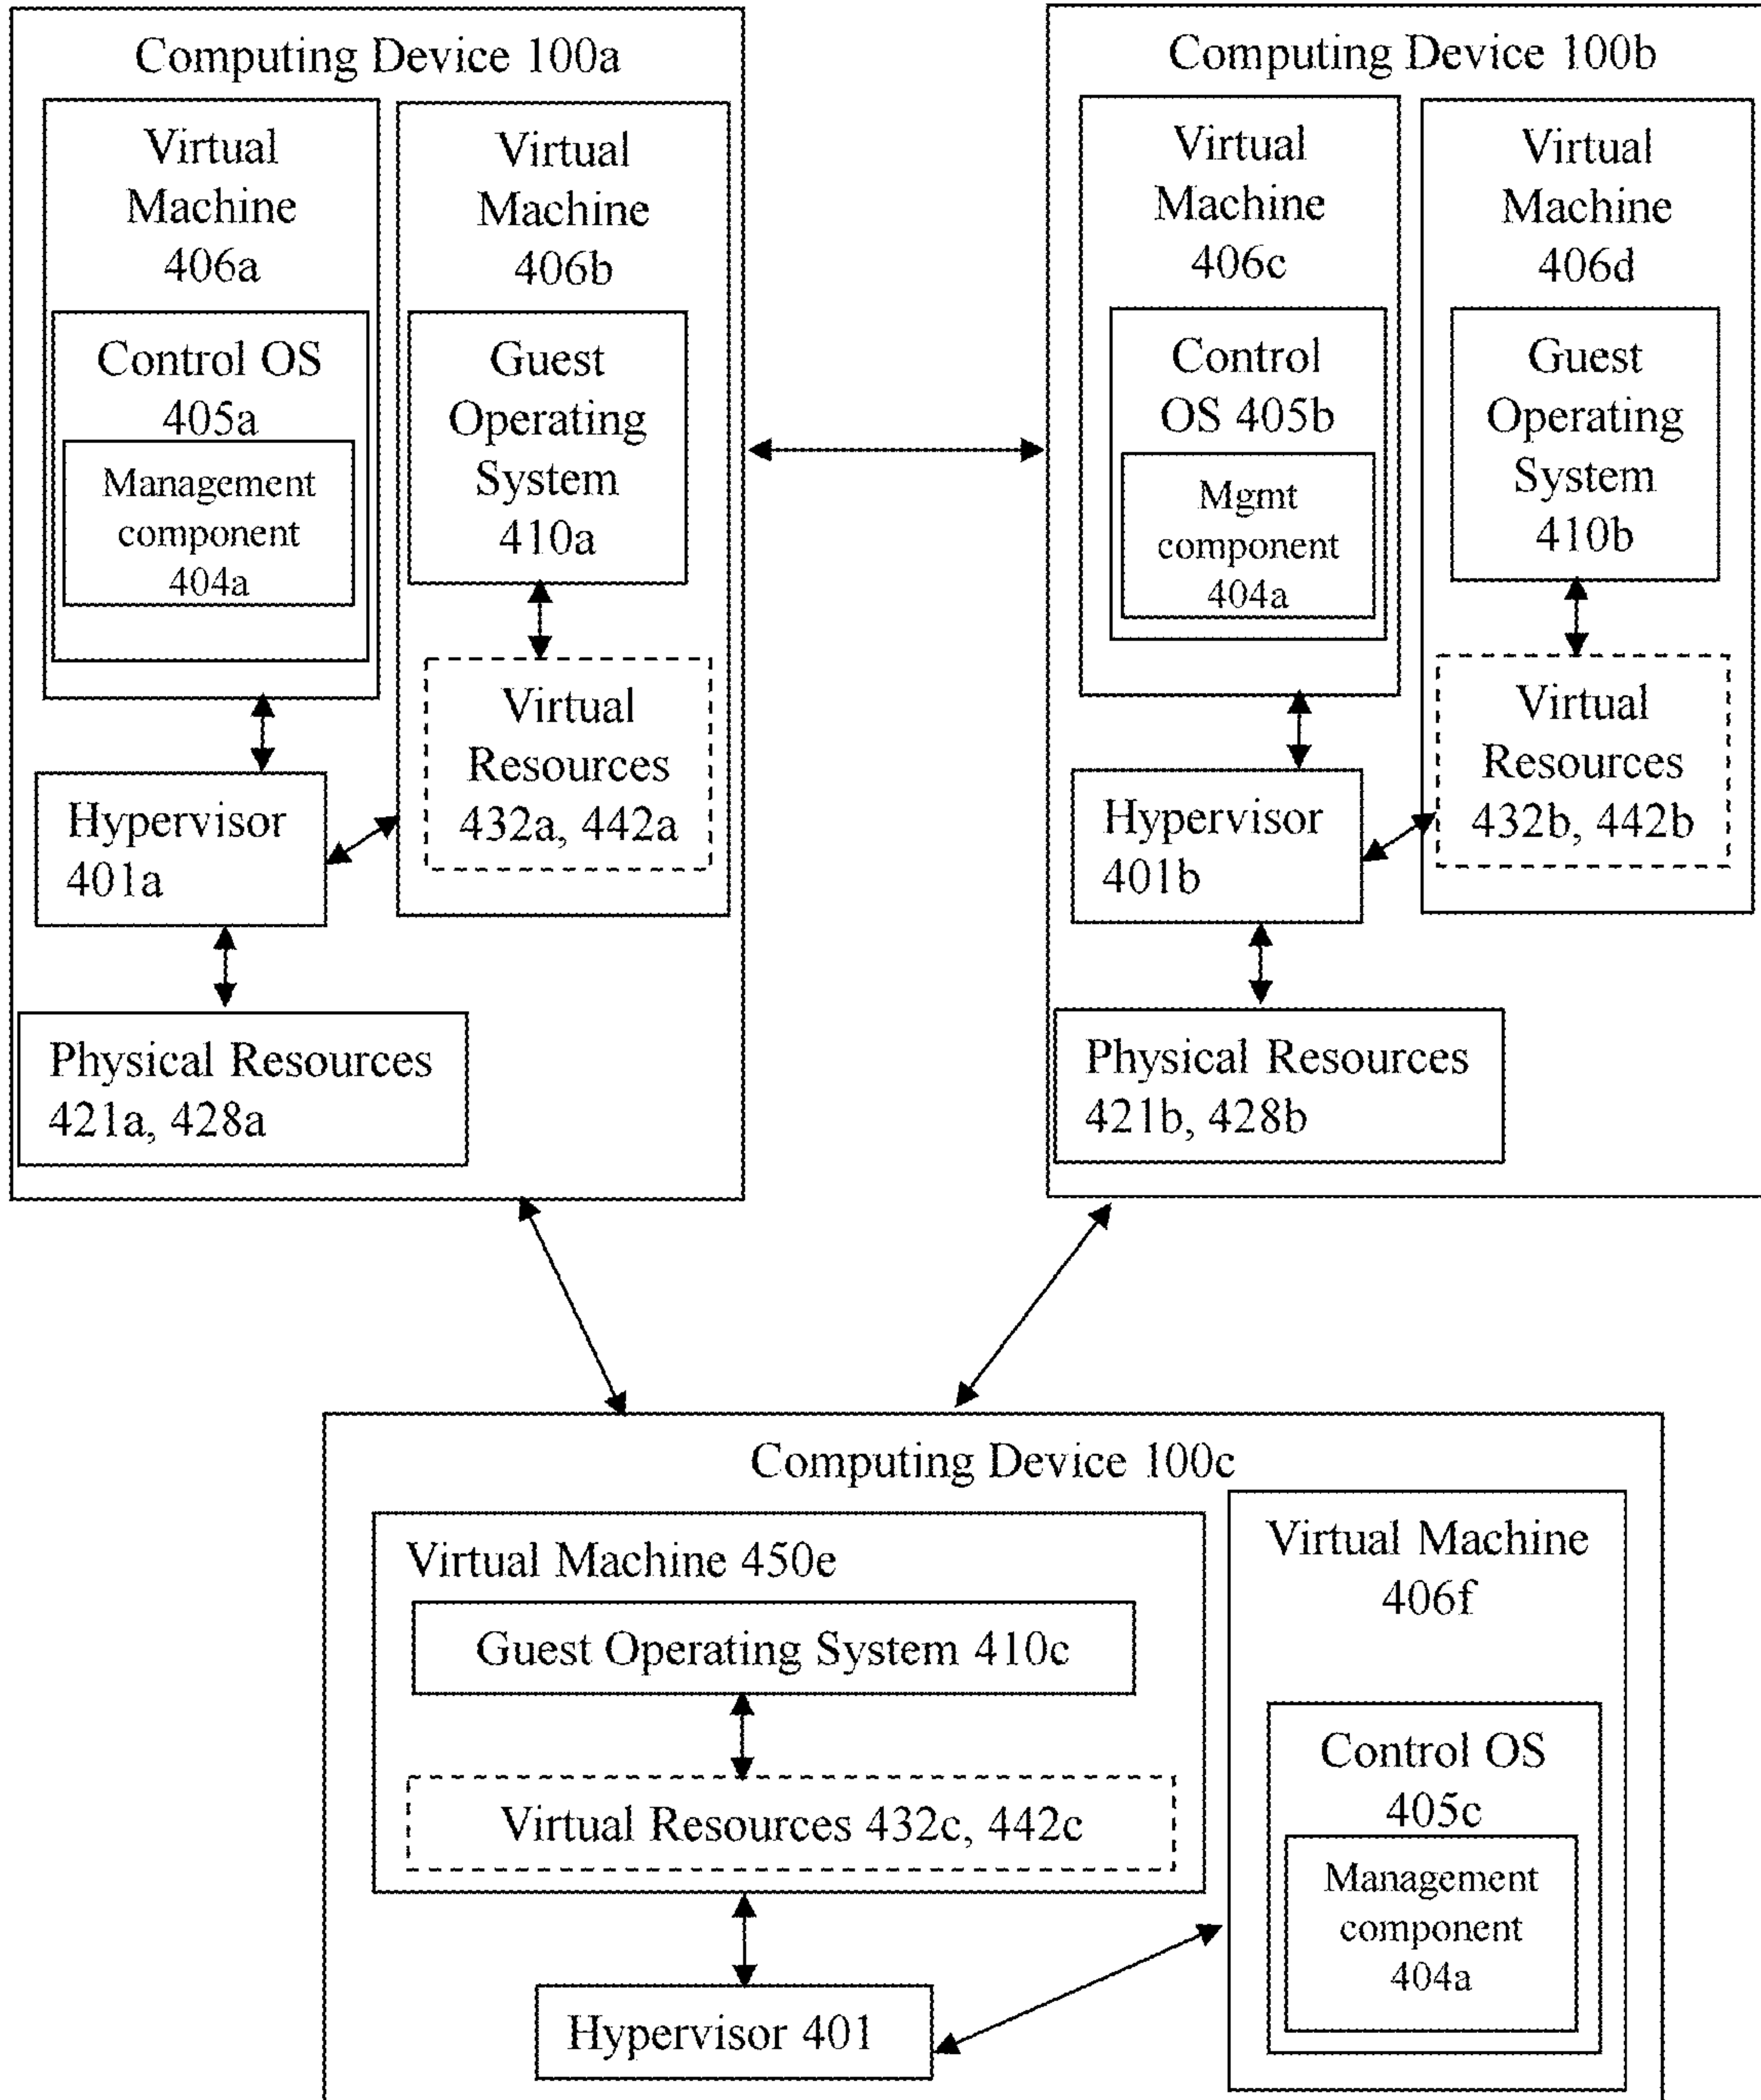 Computing Device 100a
Virtual
Machine
406a
Control OS
405a
Management
component
404a
Virtual
Machine
406b
Guest
Operating
System
410a
Virtual
Resources
432a, 442a
Hypervisor
401a
Physical Resources
421a, 428a
Computing Device 100b
Virtual
Machine
406c
Control
OS 405b
Mgmt
component
404a
Virtual
Machine
406d
Guest
Operating
System
410b
Virtual
Resources
432b, 442b
Hypervisor
401b
Physical Resources
421b, 428b
Computing Device 100c
Virtual Machine 450e
Guest Operating System 410c
Virtual Resources 432c, 442c
Virtual Machine
406f
Control OS
405c
Management
component
404a
Hypervisor 401